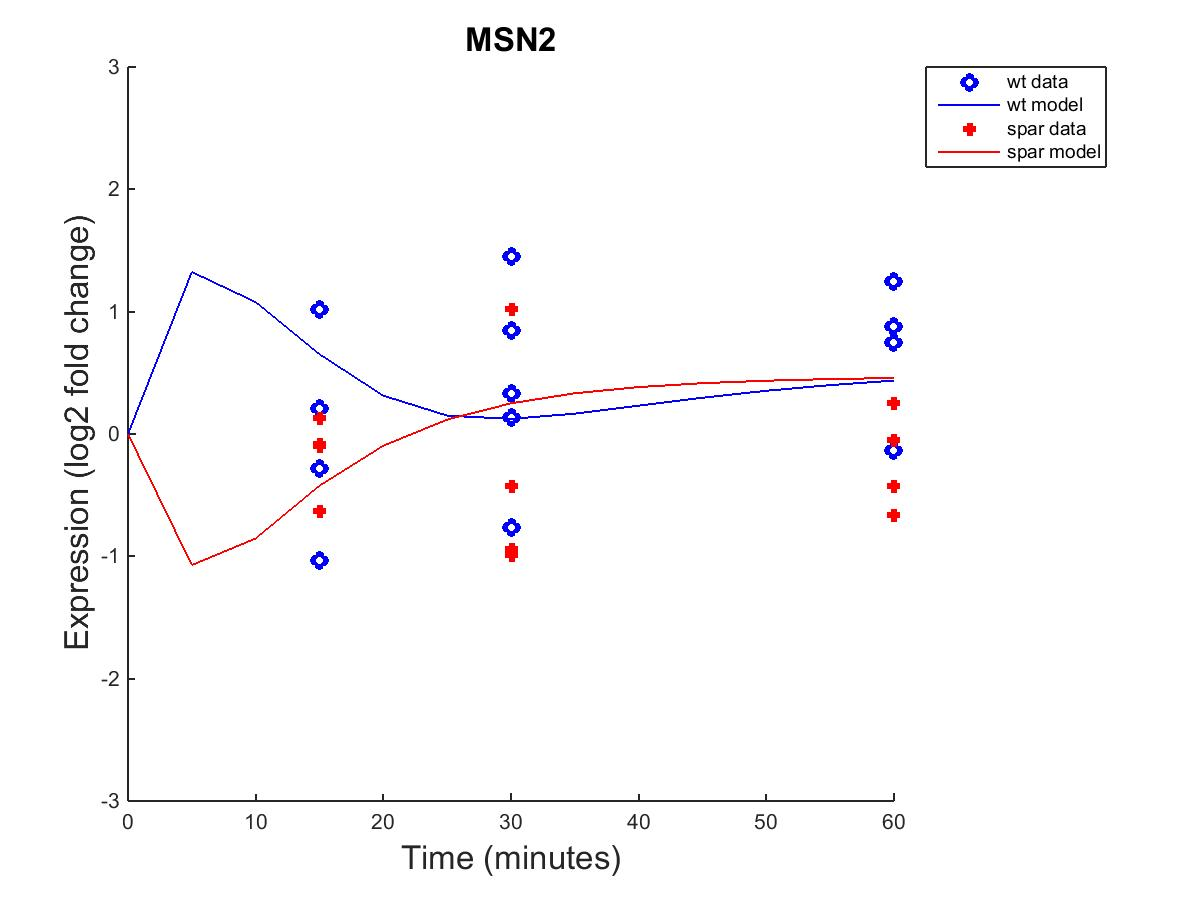 MSN2
wt data
wt model
spar data
spar model
Expression (log2 fold change)
3
2
1
0
-1
-2
-3
0 10 20 30 40 50 60
Time (minutes)